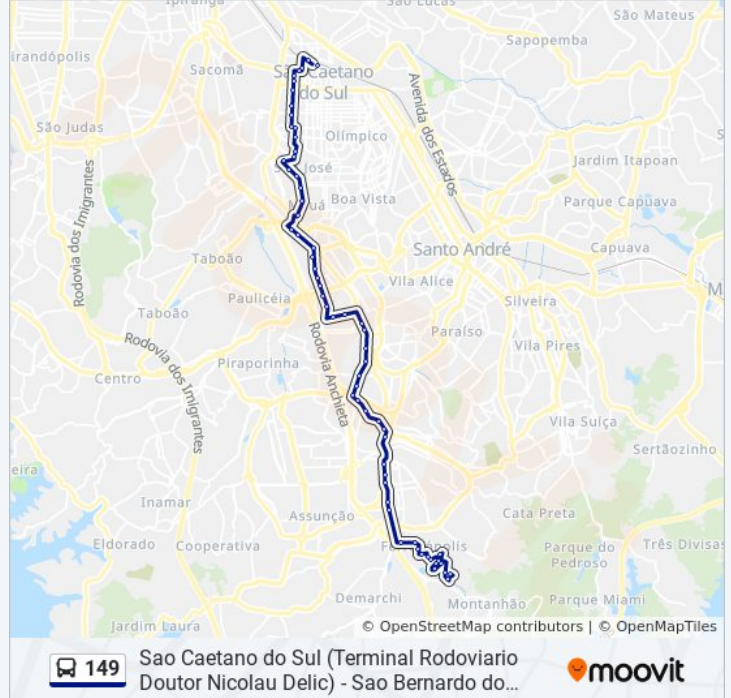 Ipiranga
São Lucas
São Mateus
Sapopemba
Sacomã
São Caetano
do Sul
São Judas
Olímpico
Avenida dos Estados
Jardim Itapoan
São José
Rodovia dos Imigrantes
Boa Vista
Mauá
Parque Capuava
Santo André
Capuava
Taboão
Vila Alice
Paulicéia
Silveira
Taboão
Rodovia dos Imigrantes
Rodovia Anchieta
Paraíso
Vila Pires
Piraporinha
Centro
Vila Suíça
Sertãozinho
Inamar
Assunção
Cata Preta
Eldorado
Cooperativa
Parque do
Pedroso
Três Divisas
Demarchi
Montanhão
Parque Miami
Jardim Laura
© OpenStreetMap contributors | © OpenMapTiles
149
Sao Caetano do Sul (Terminal Rodoviario
Doutor Nicolau Delic) - Sao Bernardo do...
moovit